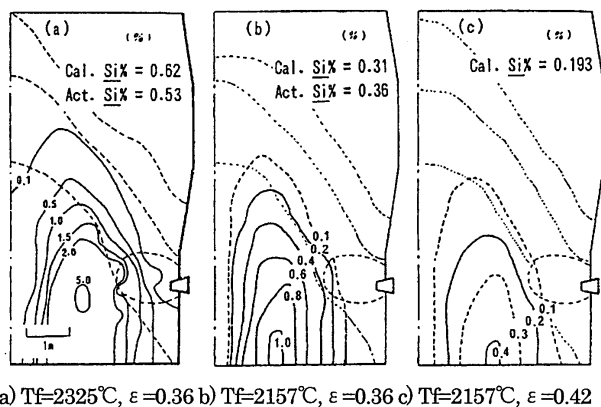 (a)
(%)
Cal. Si% = 0.62
Act. Si% = 0.53
0.1
0.5
1.0
1.5
2.0
5.0
1m
(b)
(%)
Cal. Si% = 0.31
Act. Si% = 0.36
0.1
0.2
0.4
0.6
0.8
1.0
(c)
(%)
Cal. Si% = 0.193
0.1
0.2
0.3
0.4
a) Tf=2325℃, ε=0.36 b) Tf=2157℃, ε=0.36 c) Tf=2157℃, ε=0.42